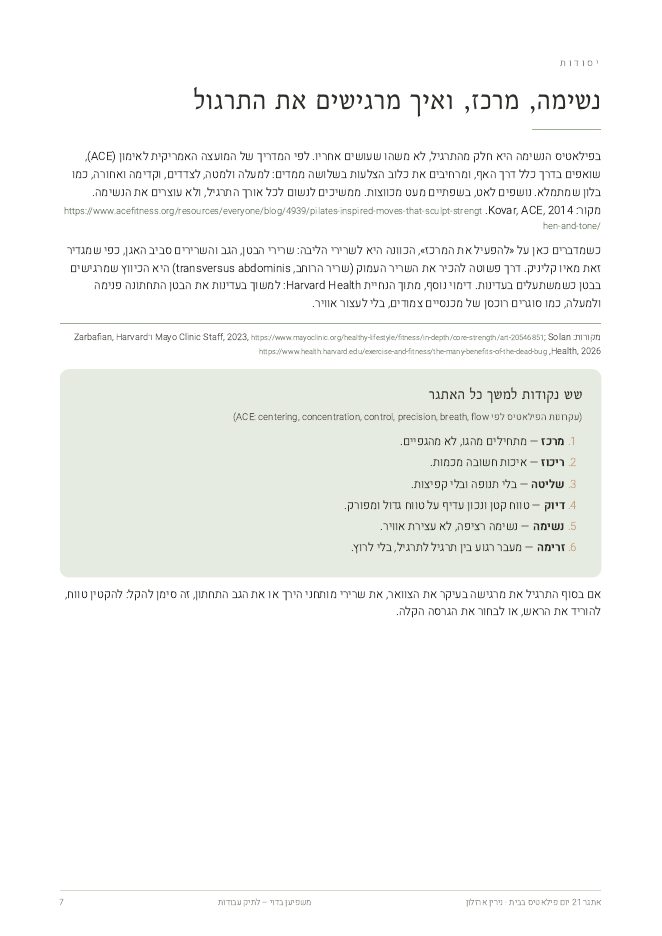 יסודות
נשימה, מרכז, ואיך מרגישים את התרגול
בפילאטיס הנשימה היא חלק מהתרגיל, לא משהו שעושים אחריו. לפי המדריך של המועצה האמריקית לאימון (ACE),
שואפים בדרך כלל דרך האף, ומרחיבים את כלוב הצלעות בשלושה ממדים: למעלה ולמטה, לצדדים, וקדימה ואחורה, כמו
בלון שמתמלא. נושפים לאט, בשפתיים מעט מכווצות. ממשיכים לנשום לכל אורך התרגיל, ולא עוצרים את הנשימה.
מקור: Kovar, ACE, 2014. https://www.acefitness.org/resources/everyone/blog/4939/pilates-inspired-moves-that-sculpt-strengt
hen-and-tone/
כשמדברים כאן על «להפעיל את המרכז», הכוונה היא לשרירי הליבה: שרירי הבטן, הגב והשרירים סביב האגן, כפי שמגדיר
זאת מאיו קליניק. דרך פשוטה להכיר את השריר העמוק (שריר הרוחב, transversus abdominis) היא הכיווץ שמרגישים
בבטן כשמשתעלים בעדינות. דימוי נוסף, מתוך הנחיית Harvard Health: למשוך בעדינות את הבטן התחתונה פנימה
ולמעלה, כמו סוגרים רוכסן של מכנסיים צמודים, בלי לעצור אוויר.
מקורות: Mayo Clinic Staff, 2023, https://www.mayoclinic.org/healthy-lifestyle/fitness/in-depth/core-strength/art-20546851; Solan ו־Zarbafian, Harvard
Health, 2026, https://www.health.harvard.edu/exercise-and-fitness/the-many-benefits-of-the-dead-bug
שש נקודות למשך כל האתגר
(עקרונות הפילאטיס לפי ACE: centering, concentration, control, precision, breath, flow)
1. מרכז – מתחילים מהגו, לא מהגפיים.
2. ריכוז – איכות חשובה מכמות.
3. שליטה – בלי תנופה ובלי קפיצות.
4. דיוק – טווח קטן ונכון עדיף על טווח גדול ומפורק.
5. נשימה – נשימה רציפה, לא עצירת אוויר.
6. זרימה – מעבר רגוע בין תרגיל לתרגיל, בלי לרוץ.
אם בסוף התרגיל את מרגישה בעיקר את הצוואר, את שרירי מותחני הירך או את הגב התחתון, זה סימן להקל: להקטין טווח,
להוריד את הראש, או לבחור את הגרסה הקלה.
אתגר 21 יום פילאטיס בבית · נירין אוזולון משפיען בדוי – לתיק עבודות 7